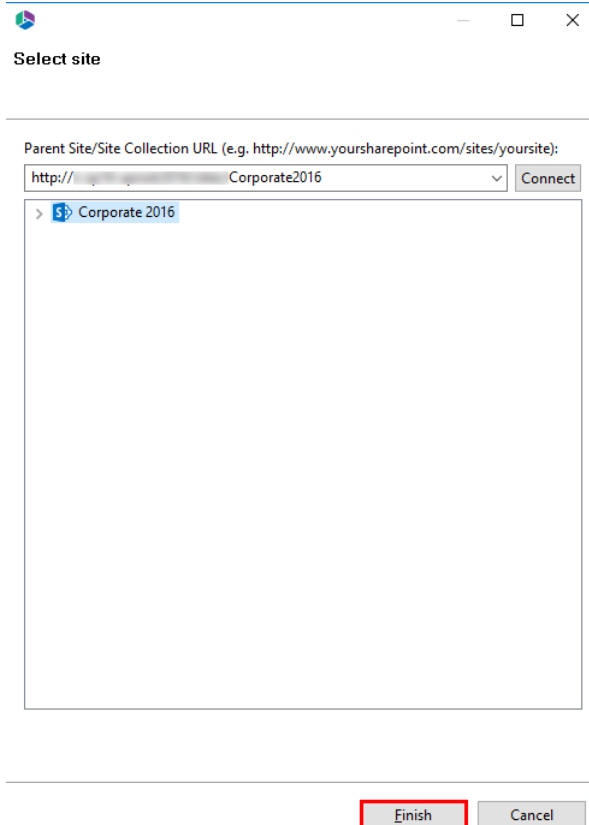 Select site
Parent Site/Site Collection URL (e.g. http://www.yoursharepoint.com/sites/yoursite):
http:// Corporate2016 Connect
Corporate 2016
Finish Cancel